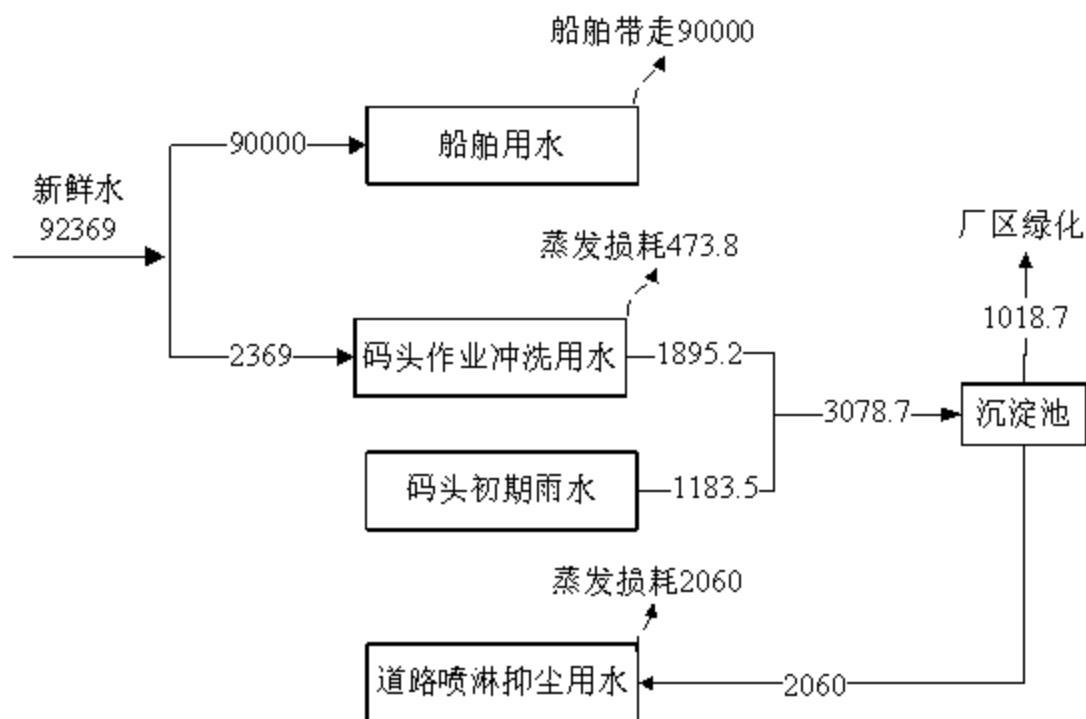 船舶带走90000
90000
船舶用水
新鲜水
92369
厂区绿化
蒸发损耗473.8
1018.7
2369
码头作业冲洗用水
1895.2
沉淀池
3078.7
码头初期雨水
1183.5
蒸发损耗2060
道路喷淋抑尘用水
2060